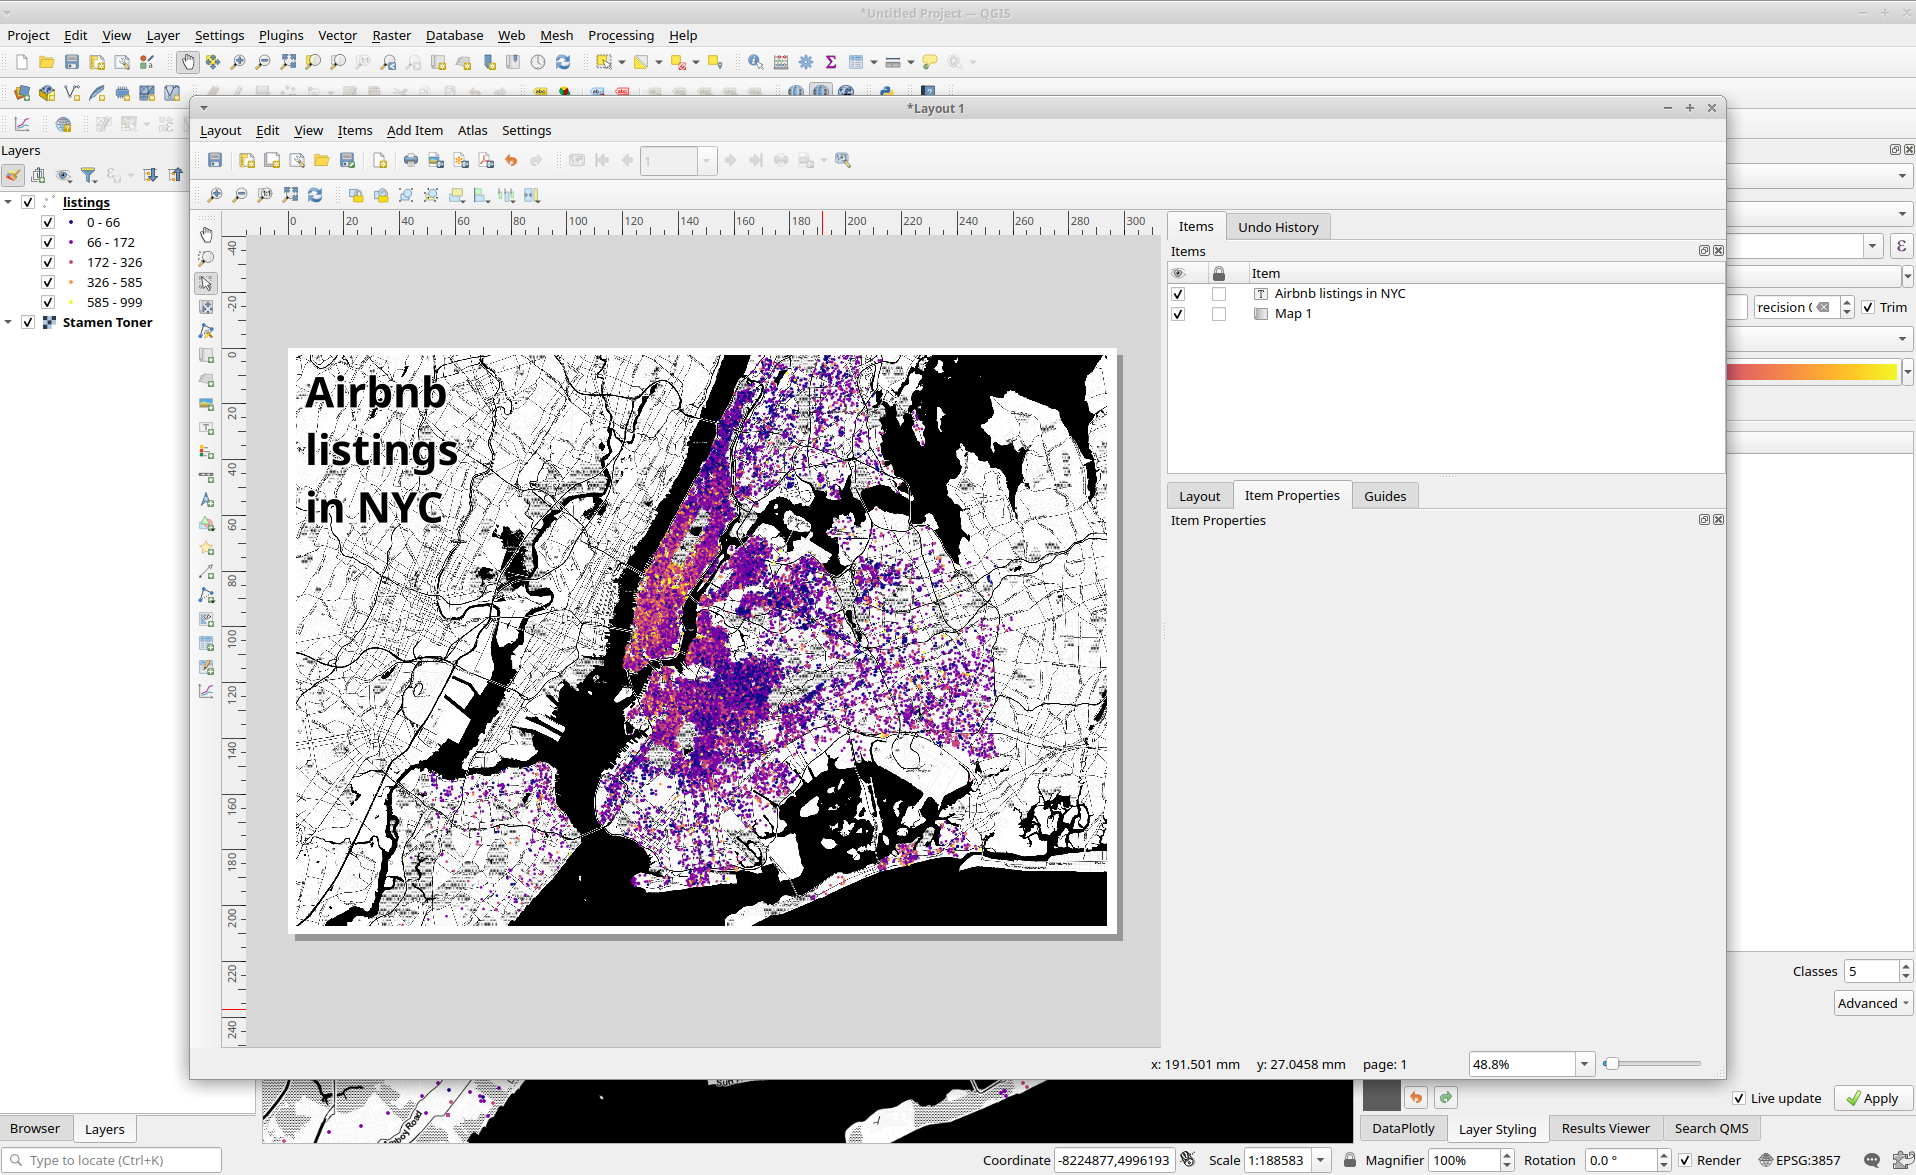 *Untitled Project — QGIS
Project Edit View Layer Settings Plugins Vector Raster Database Web Mesh Processing Help
*Layout 1
Layout Edit View Items Add Item Atlas Settings
1
Layers
listings
0 - 66
66 - 172
172 - 326
326 - 585
585 - 999
Stamen Toner
0 20 40 60 80 100 120 140 160 180 200 220 240 260 280 300
-40
-20
0
20
40
60
80
100
120
140
160
180
200
220
240
Airbnb
listings
in NYC
Items Undo History
Items
Item
Airbnb listings in NYC
Map 1
Layout Item Properties Guides
Item Properties
ε
recision
Trim
Classes 5
Advanced
x: 191.501 mm y: 27.0458 mm page: 1 48.8%
Live update Apply
Browser Layers
DataPlotly Layer Styling Results Viewer Search QMS
Type to locate (Ctrl+K)
Coordinate -8224877,4996193 Scale 1:188583 Magnifier 100% Rotation 0.0 ° Render EPSG:3857